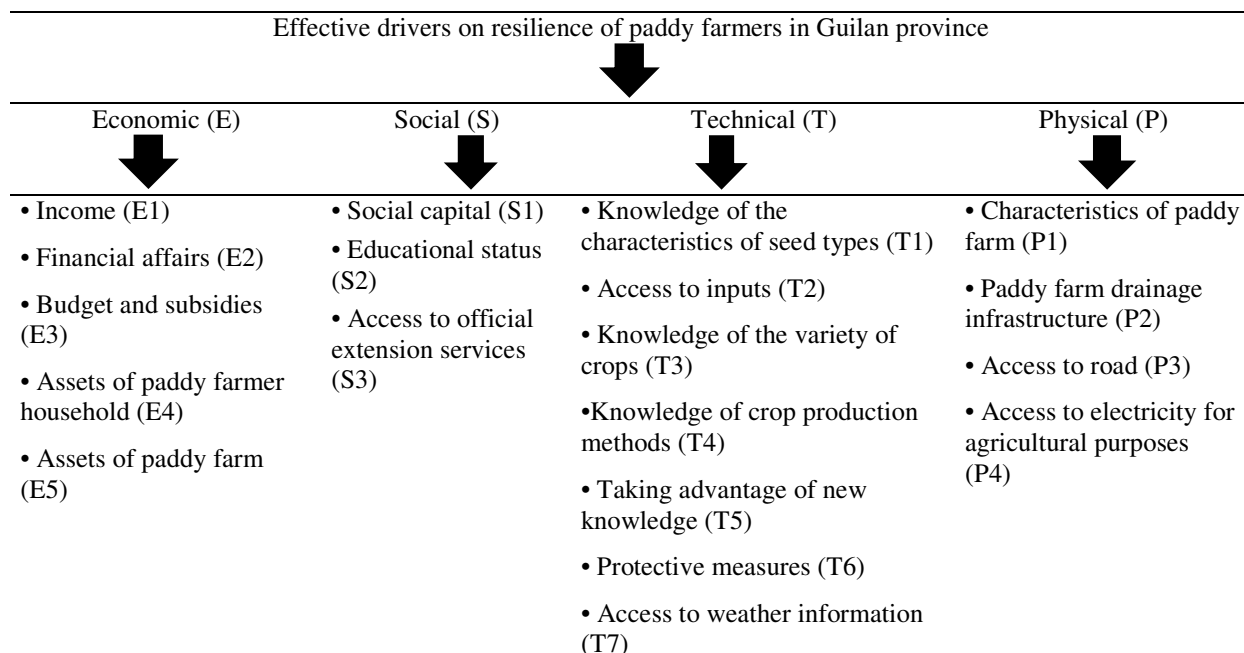 Effective drivers on resilience of paddy farmers in Guilan province
Economic (E)
Social (S)
Technical (T)
Physical (P)
• Income (E1)
• Financial affairs (E2)
• Budget and subsidies
(E3)
• Assets of paddy farmer
household (E4)
• Assets of paddy farm
(E5)
• Social capital (S1)
• Educational status
(S2)
• Access to official
extension services
(S3)
• Knowledge of the
characteristics of seed types (T1)
• Access to inputs (T2)
• Knowledge of the variety of
crops (T3)
•Knowledge of crop production
methods (T4)
• Taking advantage of new
knowledge (T5)
• Protective measures (T6)
• Access to weather information
(T7)
• Characteristics of paddy
farm (P1)
• Paddy farm drainage
infrastructure (P2)
• Access to road (P3)
• Access to electricity for
agricultural purposes
(P4)